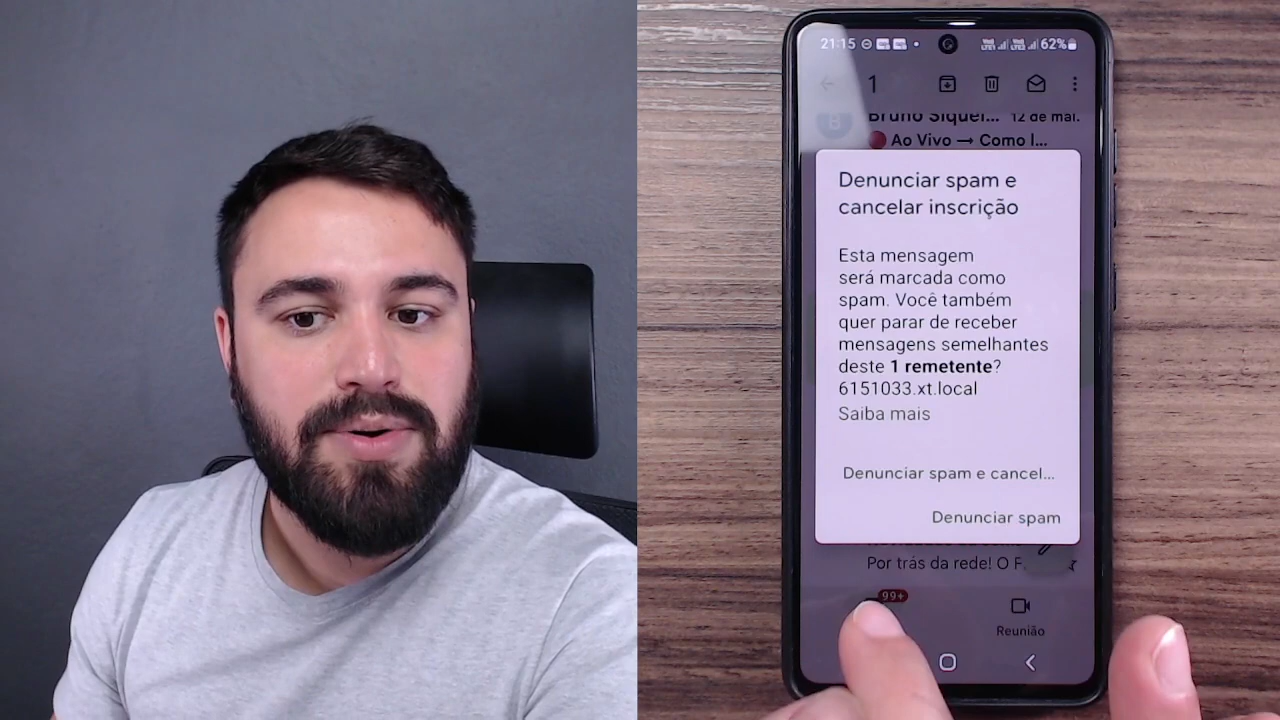 21:15 62%
1
Bruno Siquei... 12 de mai.
Ao Vivo → Como l...
Denunciar spam e
cancelar inscrição
Esta mensagem
será marcada como
spam. Você também
quer parar de receber
mensagens semelhantes
deste 1 remetente?
6151033.xt.local
Saiba mais
Denunciar spam e cancel...
Denunciar spam
Por trás da rede! O F.
99+
Reunião